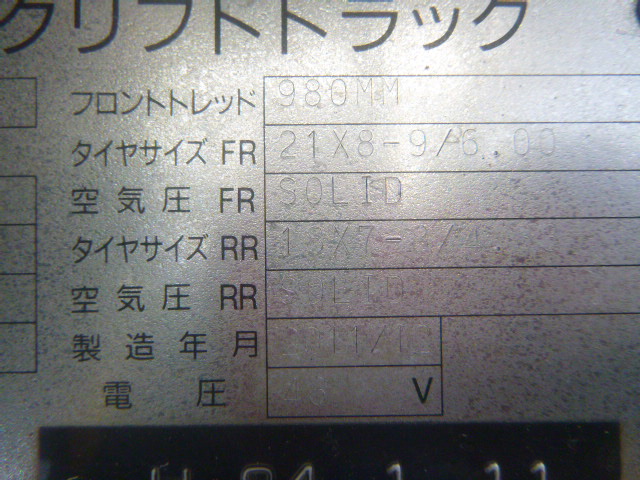 クリフトトラック
フロントトレッド 980MM
タイヤサイズ FR 21X8-9/6.00
空気圧 FR SOLID
タイヤサイズ RR
空気圧 RR SOLID
製造年月
電圧 V